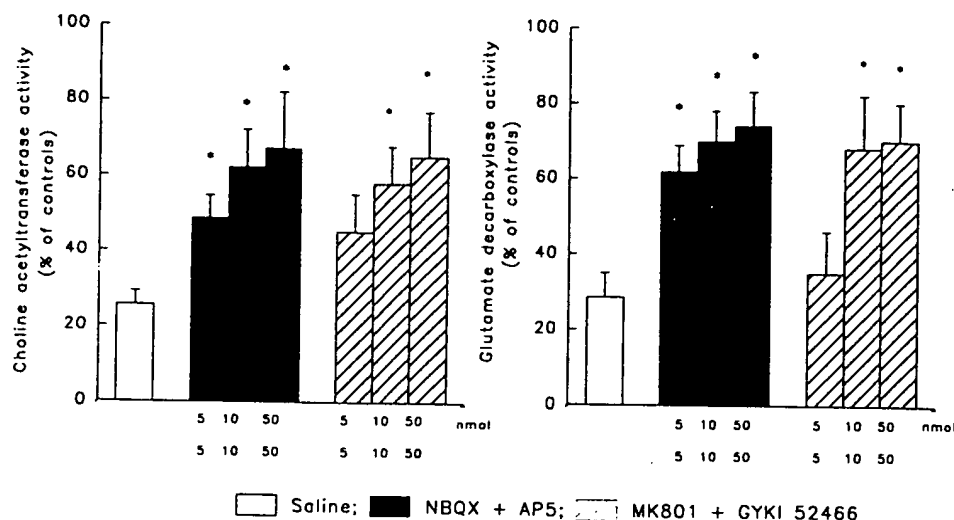 100
80
60
40
20
0
Choline acetyltransferase activity
(% of controls)
* * * * *
5 10 50 5 10 50 nmol
5 10 50 5 10 50
100
80
60
40
20
0
Glutamate decarboxylase activity
(% of controls)
* * * * *
5 10 50 5 10 50 nmol
5 10 50 5 10 50
Saline; NBQX + AP5; MK801 + GYKI 52466